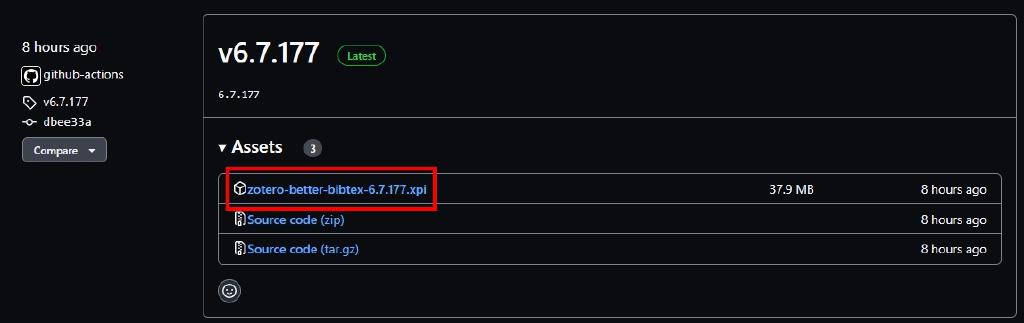 8 hours ago
github-actions
v6.7.177
dbee33a
Compare
v6.7.177 Latest
6.7.177
Assets 3
zotero-better-bibtex-6.7.177.xpi 37.9 MB 8 hours ago
Source code (zip) 8 hours ago
Source code (tar.gz) 8 hours ago